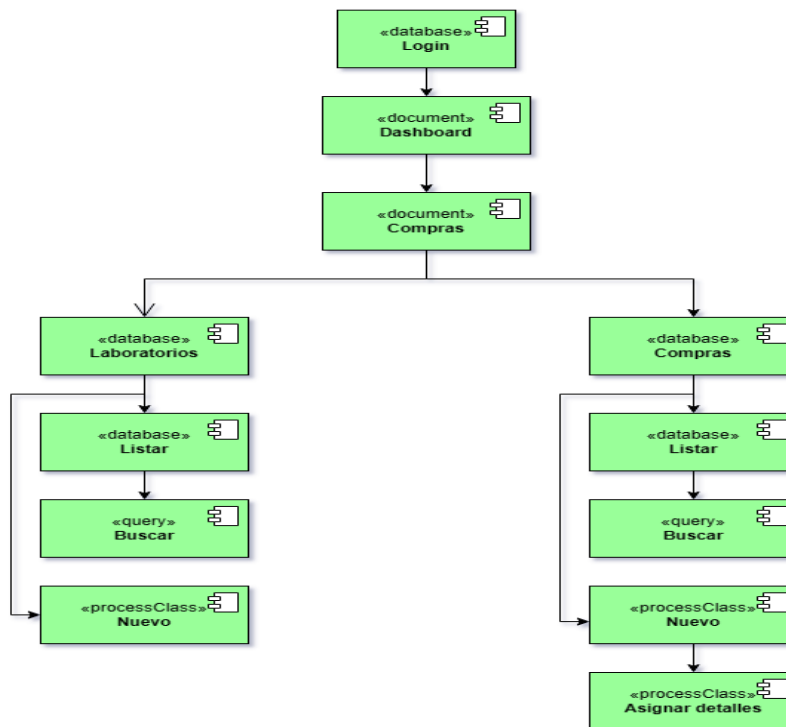 «database»
Login
«document»
Dashboard
«document»
Compras
«database»
Laboratorios
«database»
Listar
«query»
Buscar
«processClass»
Nuevo
«database»
Compras
«database»
Listar
«query»
Buscar
«processClass»
Nuevo
«processClass»
Asignar detalles